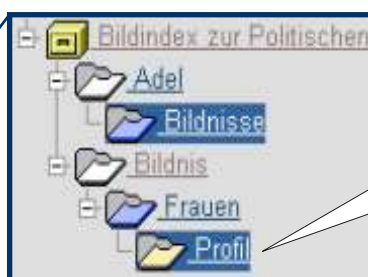 Bildindex zur Politischen
Adel
Bildnisse
Bildnis
Frauen
Profil